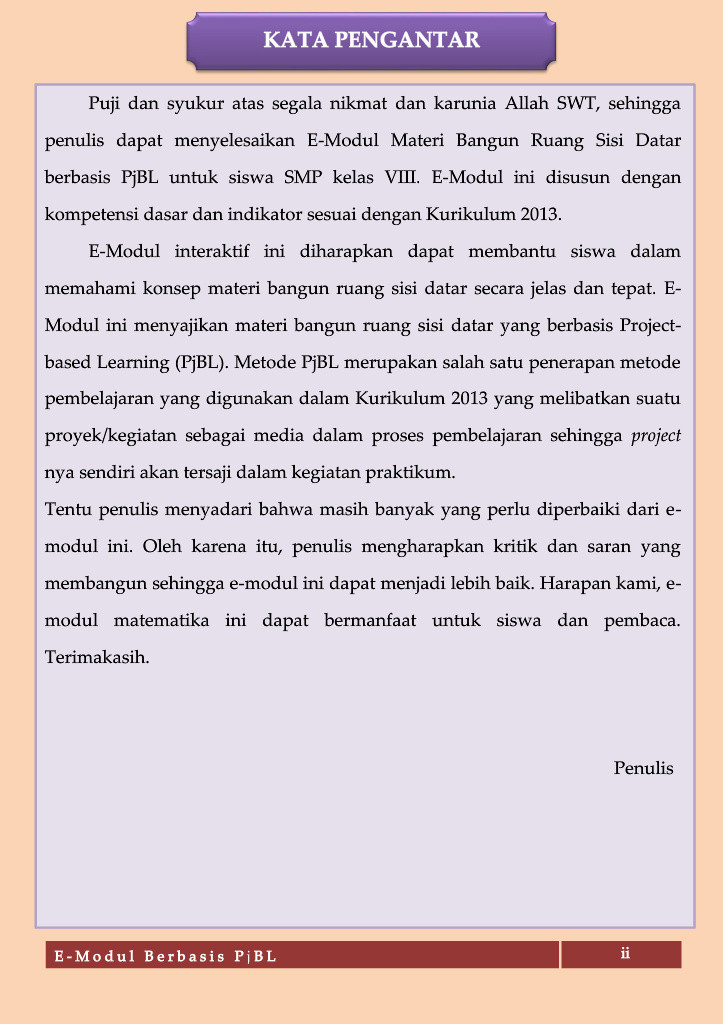 KATA PENGANTAR
Puji dan syukur atas segala nikmat dan karunia Allah SWT, sehingga
penulis dapat menyelesaikan E-Modul Materi Bangun Ruang Sisi Datar
berbasis PjBL untuk siswa SMP kelas VIII. E-Modul ini disusun dengan
kompetensi dasar dan indikator sesuai dengan Kurikulum 2013.
E-Modul interaktif ini diharapkan dapat membantu siswa dalam
memahami konsep materi bangun ruang sisi datar secara jelas dan tepat. E-
Modul ini menyajikan materi bangun ruang sisi datar yang berbasis Project-
based Learning (PjBL). Metode PjBL merupakan salah satu penerapan metode
pembelajaran yang digunakan dalam Kurikulum 2013 yang melibatkan suatu
proyek/kegiatan sebagai media dalam proses pembelajaran sehingga project
nya sendiri akan tersaji dalam kegiatan praktikum.
Tentu penulis menyadari bahwa masih banyak yang perlu diperbaiki dari e-
modul ini. Oleh karena itu, penulis mengharapkan kritik dan saran yang
membangun sehingga e-modul ini dapat menjadi lebih baik. Harapan kami, e-
modul matematika ini dapat bermanfaat untuk siswa dan pembaca.
Terimakasih.
Penulis
E-Modul Berbasis PjBL
ii